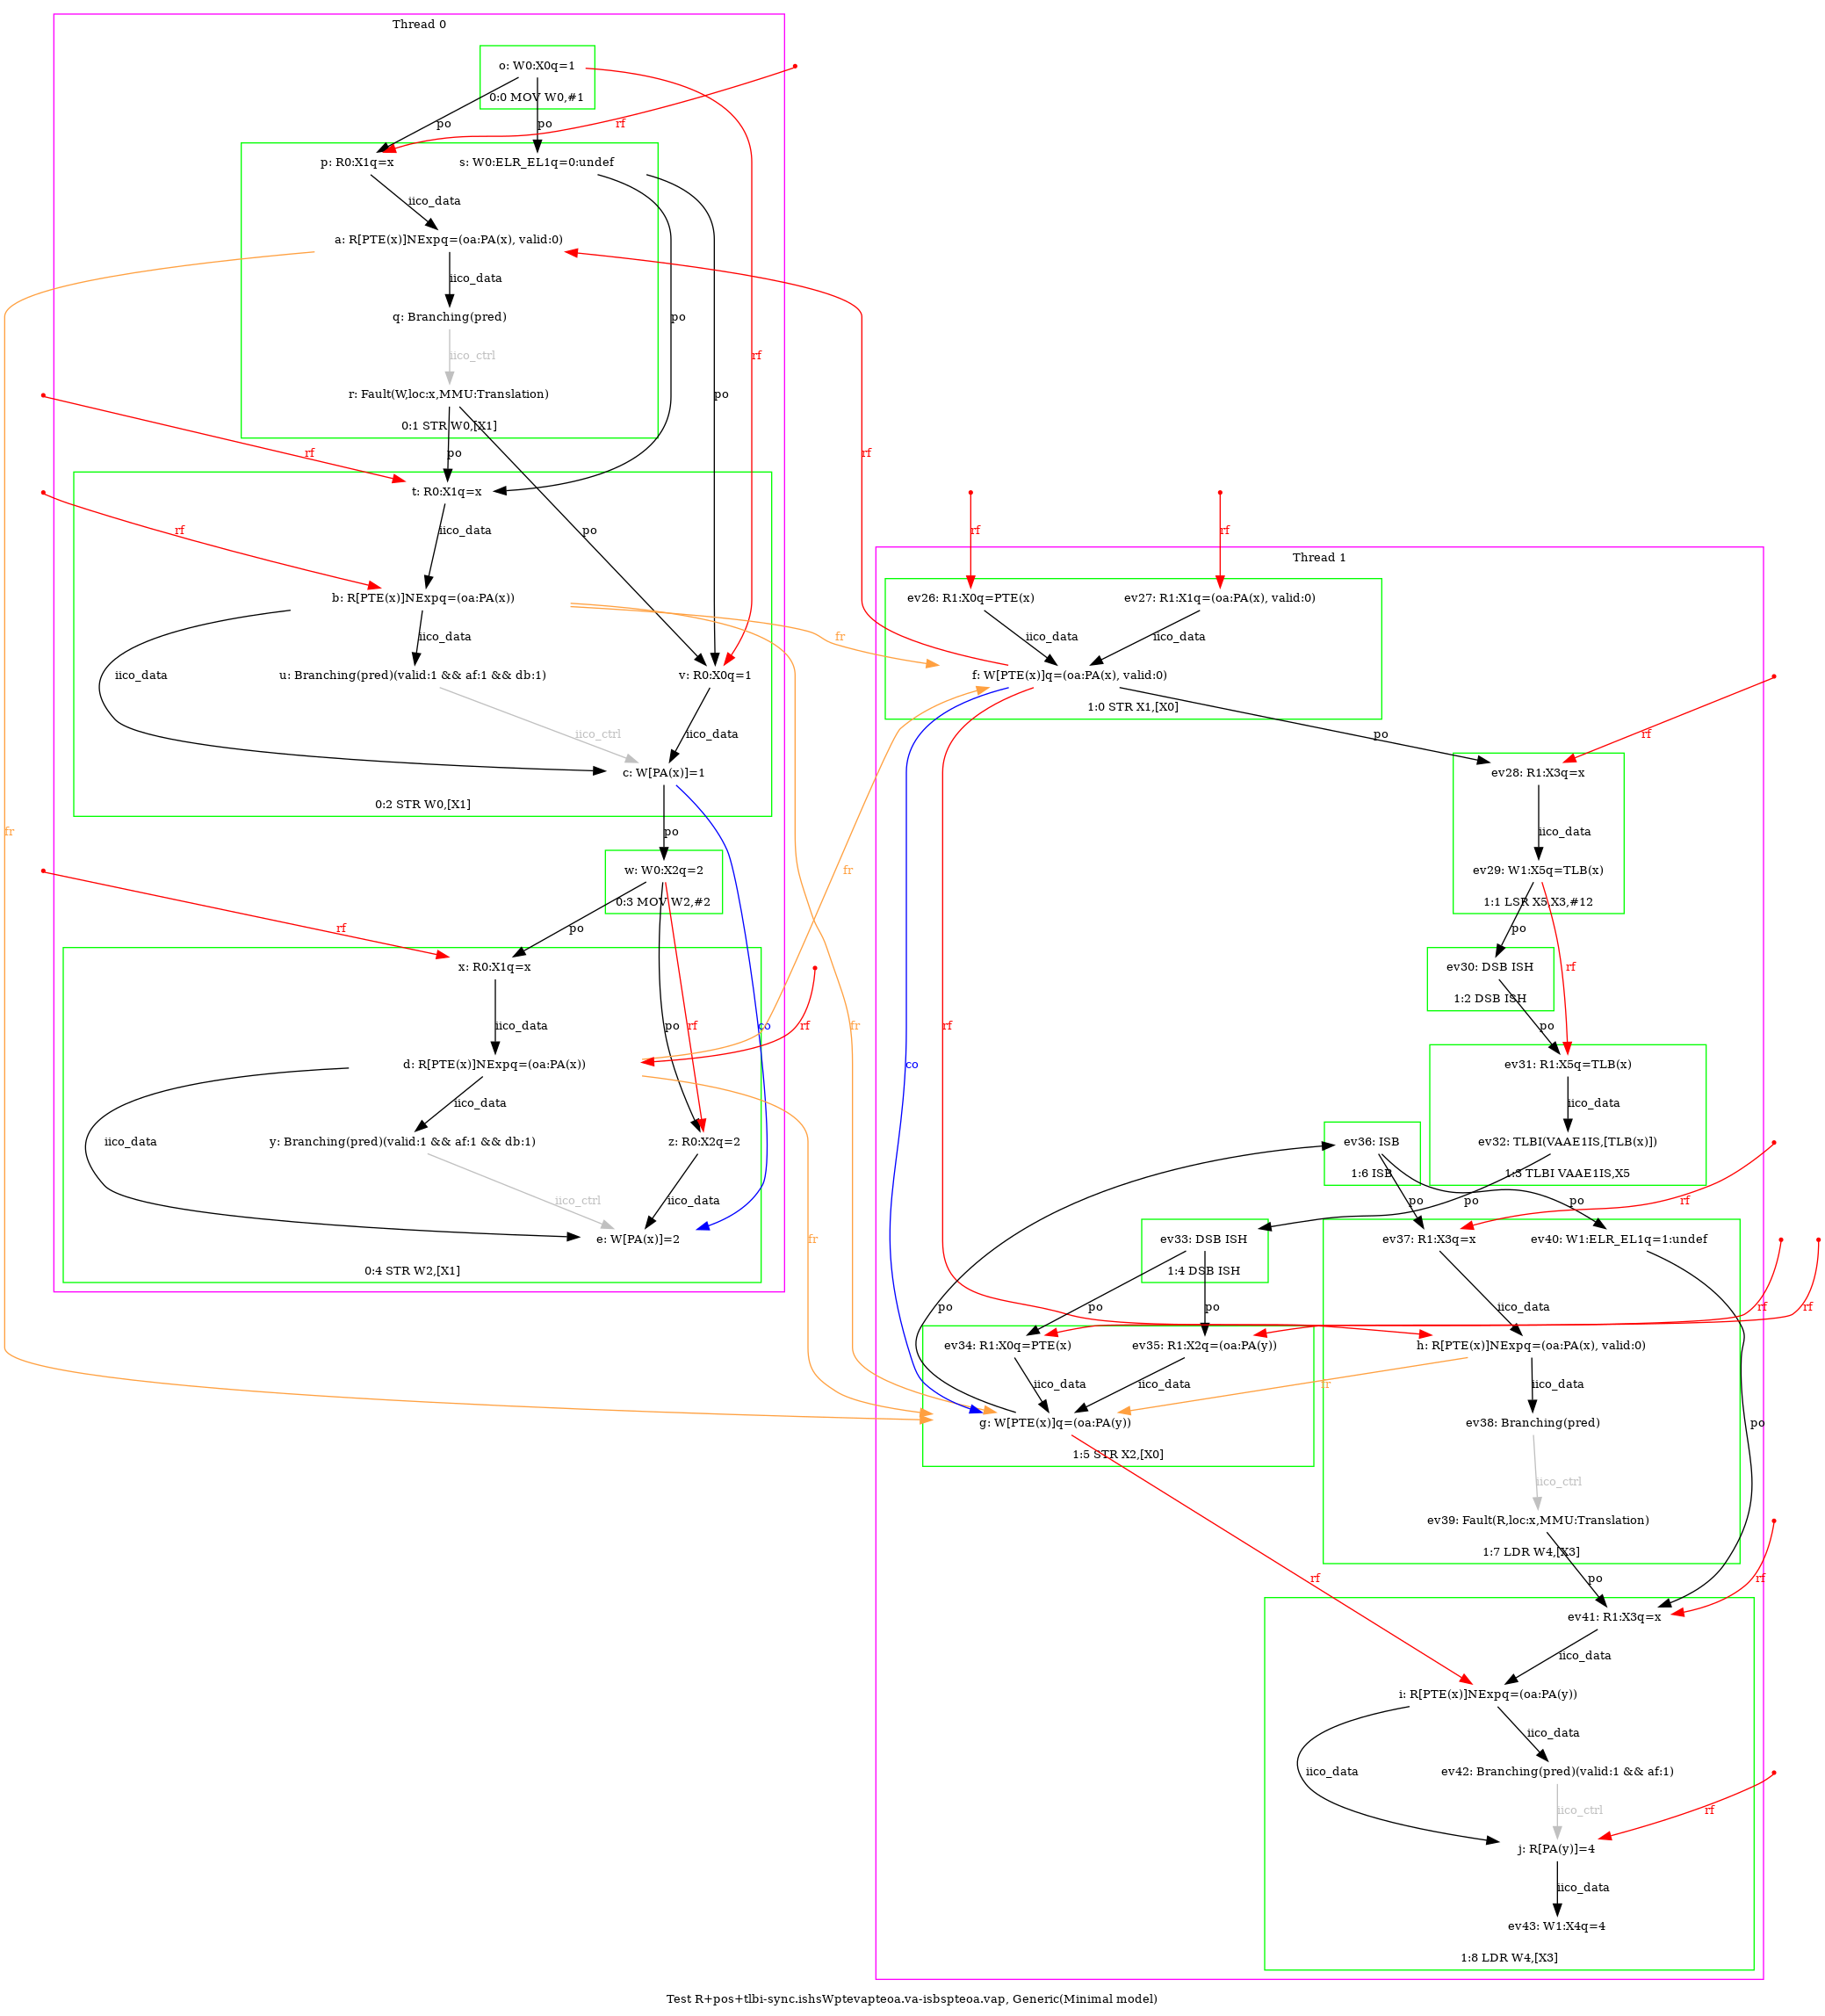 Thread 0
o: W0:X0q=1
0:0 MOV W0,#1
po
po
rf
p: R0:X1q=x
s: W0:ELR_EL1q=0:undef
iico_data
a: R[PTE(x)]NExpq=(oa:PA(x), valid:0)
iico_data
q: Branching(pred)
po
iico_ctrl
rf
po
r: Fault(W,loc:x,MMU:Translation)
0:1 STR W0,[X1]
rf
po
rf
t: R0:X1q=x
rf
iico_data
po
rf
rf
Thread 1
b: R[PTE(x)]NExpq=(oa:PA(x))
ev26: R1:X0q=PTE(x)
ev27: R1:X1q=(oa:PA(x), valid:0)
iico_data
fr
iico_data
iico_data
iico_data
u: Branching(pred)(valid:1 && af:1 && db:1)
v: R0:X0q=1
f: W[PTE(x)]q=(oa:PA(x), valid:0)
1:0 STR X1,[X0]
iico_ctrl
iico_data
po
rf
c: W[PA(x)]=1
ev28: R1:X3q=x
0:2 STR W0,[X1]
fr
po
iico_data
w: W0:X2q=2
fr
ev29: W1:X5q=TLB(x)
0:3 MOV W2,#2
1:1 LSR X5,X3,#12
rf
po
po
x: R0:X1q=x
ev30: DSB ISH
rf
1:2 DSB ISH
iico_data
po
rf
co
rf
fr
rf
po
d: R[PTE(x)]NExpq=(oa:PA(x))
co
ev31: R1:X5q=TLB(x)
iico_data
iico_data
iico_data
y: Branching(pred)(valid:1 && af:1 && db:1)
z: R0:X2q=2
ev36: ISB
ev32: TLBI(VAAE1IS,[TLB(x)])
1:6 ISB
1:3 TLBI VAAE1IS,X5
iico_ctrl
iico_data
po
po
po
rf
e: W[PA(x)]=2
fr
ev33: DSB ISH
ev37: R1:X3q=x
ev40: W1:ELR_EL1q=1:undef
0:4 STR W2,[X1]
1:4 DSB ISH
po
po
po
iico_data
rf
rf
ev34: R1:X0q=PTE(x)
ev35: R1:X2q=(oa:PA(y))
h: R[PTE(x)]NExpq=(oa:PA(x), valid:0)
iico_data
iico_data
fr
iico_data
g: W[PTE(x)]q=(oa:PA(y))
ev38: Branching(pred)
po
1:5 STR X2,[X0]
iico_ctrl
ev39: Fault(R,loc:x,MMU:Translation)
1:7 LDR W4,[X3]
rf
po
rf
ev41: R1:X3q=x
iico_data
i: R[PTE(x)]NExpq=(oa:PA(y))
iico_data
iico_data
ev42: Branching(pred)(valid:1 && af:1)
iico_ctrl
rf
j: R[PA(y)]=4
iico_data
ev43: W1:X4q=4
1:8 LDR W4,[X3]
Test R+pos+tlbi-sync.ishsWptevapteoa.va-isbspteoa.vap, Generic(Minimal model)